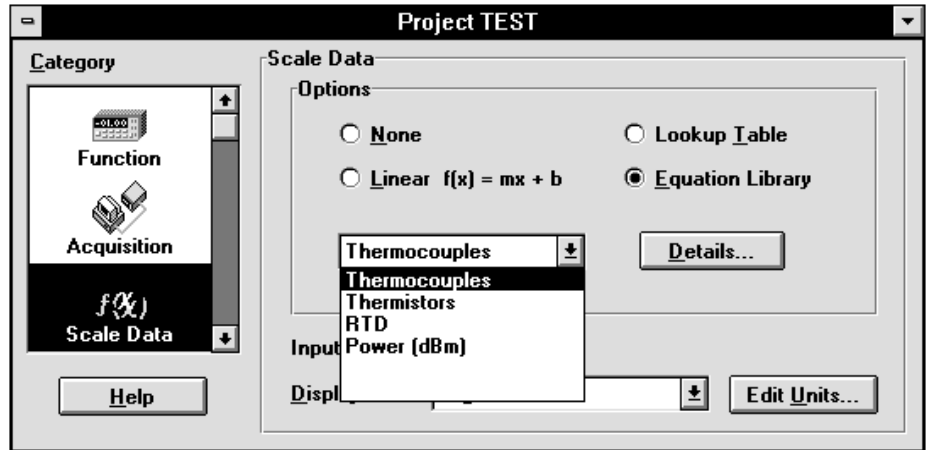 Project TEST
Category
Function
Acquisition
f(x)
Scale Data
Help
Scale Data
Options
None
Lookup Table
Linear f(x) = mx + b
Equation Library
Thermocouples
Details...
Thermocouples
Thermistors
RTD
Power (dBm)
Input
Displ
Edit Units...